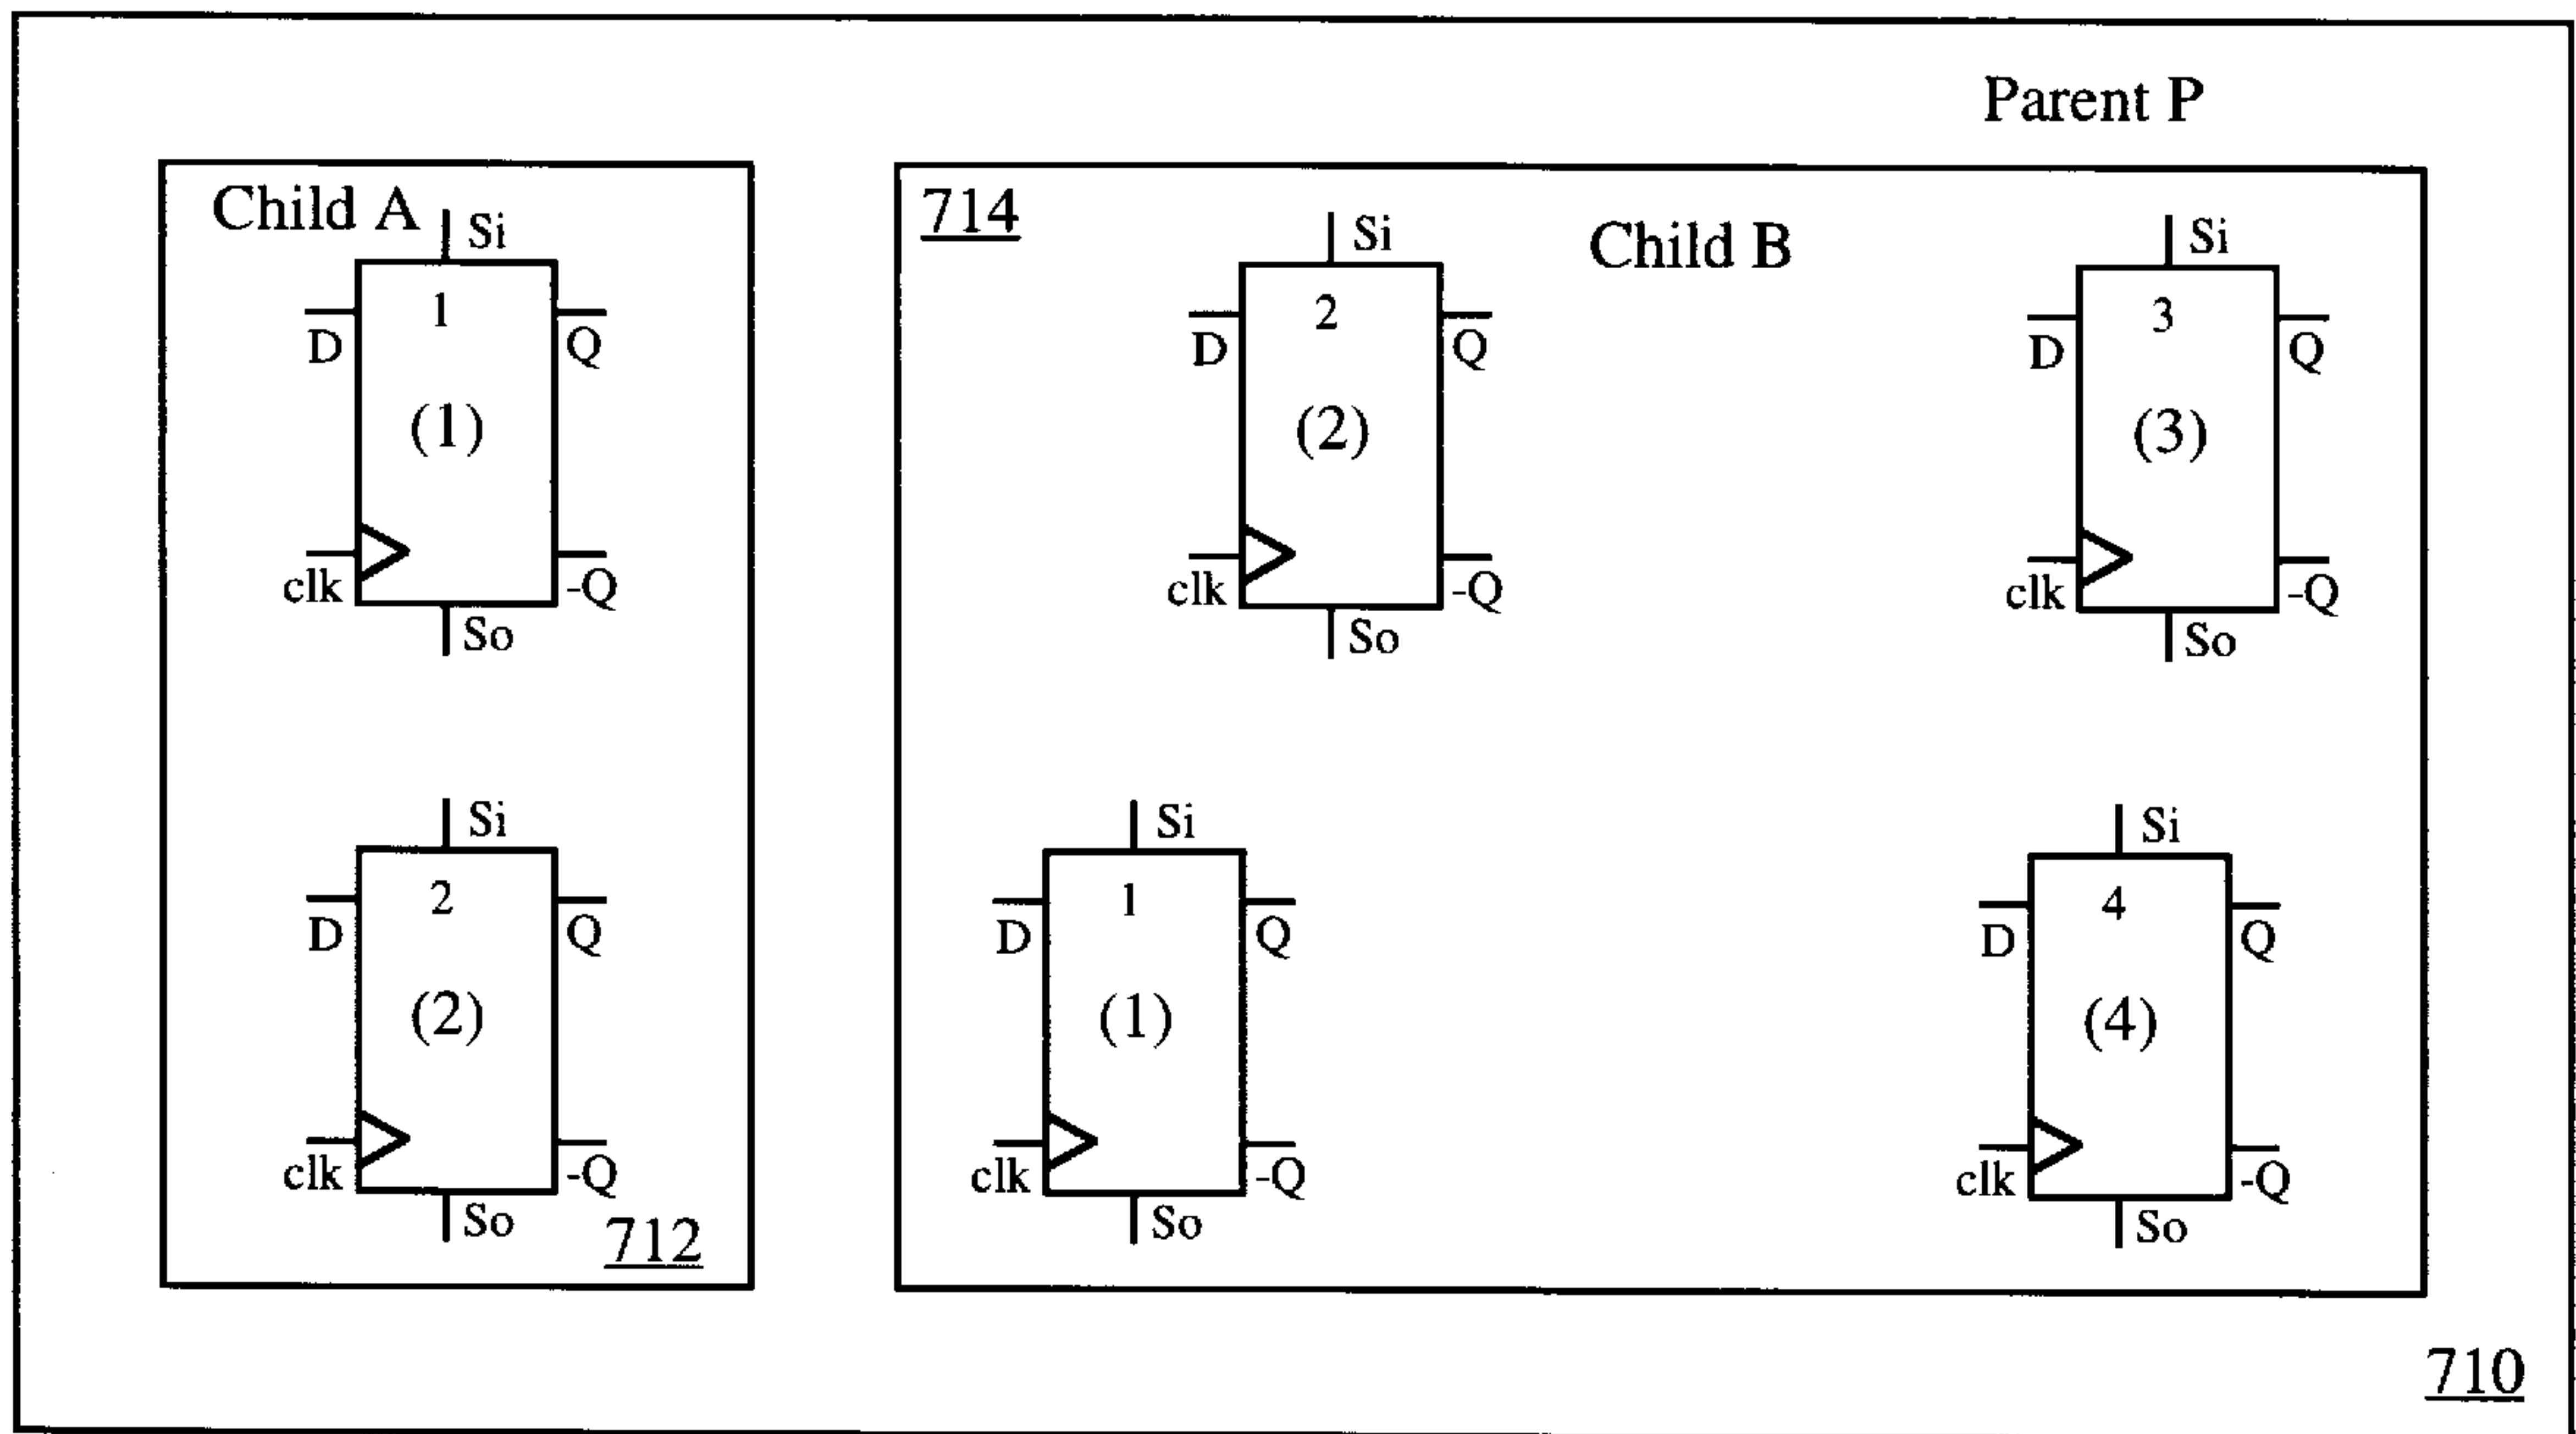 Parent P
Child A
Si
1
D
Q
(1)
clk
-Q
So
Si
2
D
Q
(2)
clk
-Q
So
712
714
Child B
Si
2
D
Q
(2)
clk
-Q
So
Si
3
D
Q
(3)
clk
-Q
So
Si
1
D
Q
(1)
clk
-Q
So
Si
4
D
Q
(4)
clk
-Q
So
710